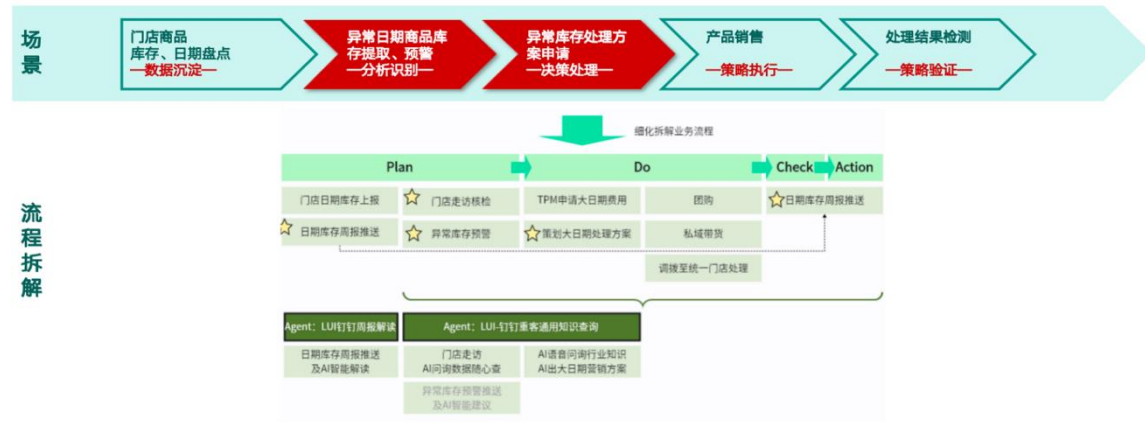 场
景
门店商品
库存、日期盘点
—数据沉淀—
异常日期商品库
存提取、预警
—分析识别—
异常库存处理方
案申请
—决策处理—
产品销售
—策略执行—
处理结果检测
—策略验证—
细化拆解业务流程
流
程
拆
解
Plan
Do
Check
Action
门店日期库存上报
门店走访核检
TPM申请大日期费用
团购
日期库存周报推送
日期库存周报推送
异常库存预警
策划大日期处理方案
私域带货
调拨至统一门店处理
Agent：LUI钉钉周报解读
Agent：LUI-钉钉重客通用知识查询
日期库存周报推送
及AI智能解读
门店走访
AI问询数据随心查
AI语音问询行业知识
AI出大日期营销方案
异常库存预警推送
及AI智能建议